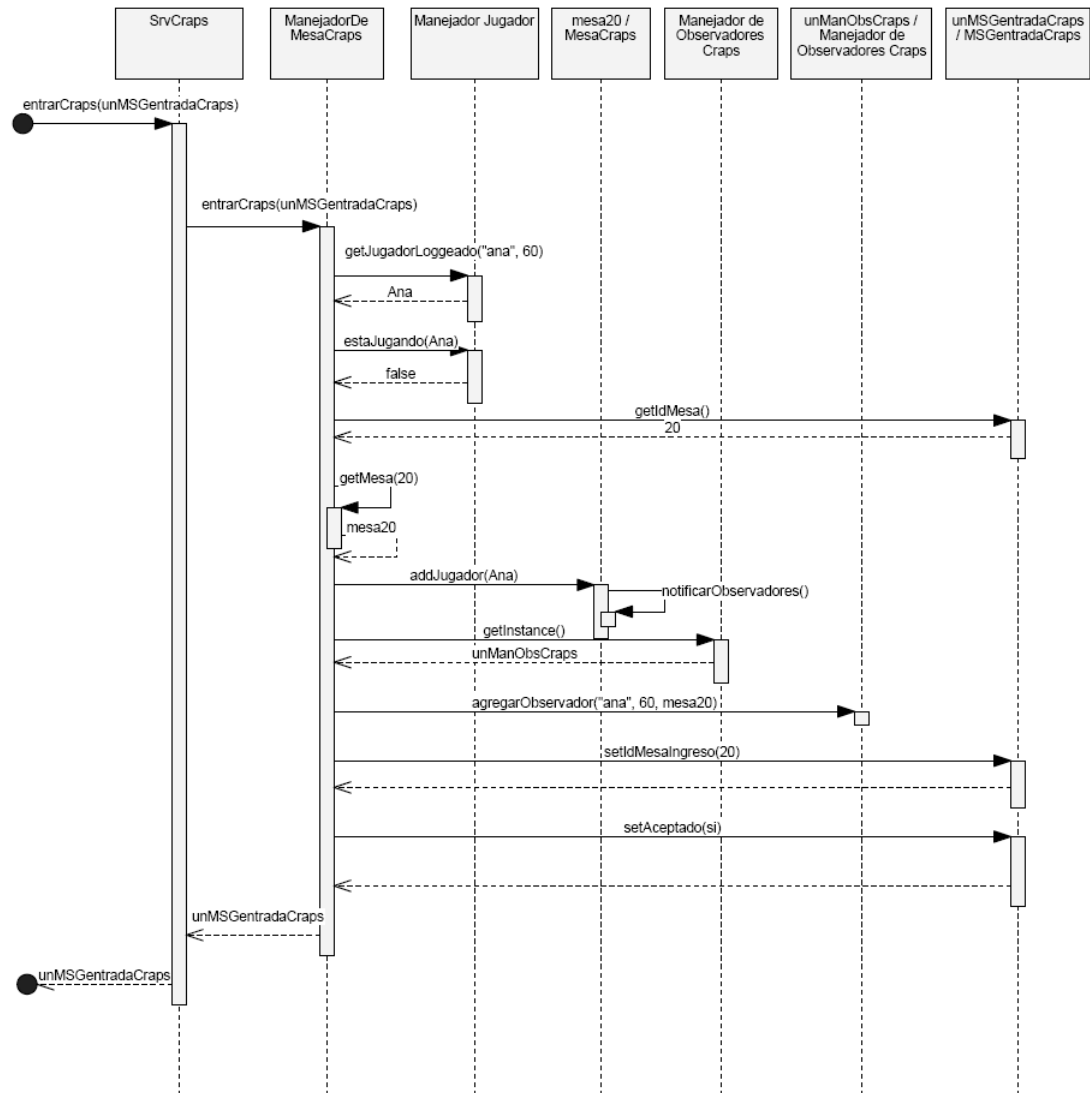 SrvCraps
ManejadorDe
MesaCraps
Manejador Jugador
mesa20 /
MesaCraps
Manejador de
Observadores
Craps
unManObsCraps /
Manejador de
Observadores Craps
unMSGentradaCraps
/ MSGentradaCraps
entrarCraps(unMSGentradaCraps)
entrarCraps(unMSGentradaCraps)
getJugadorLoggeado("ana", 60)
Ana
estaJugando(Ana)
false
getIdMesa()
20
getMesa(20)
mesa20
addJugador(Ana)
notificarObservadores()
getInstance()
unManObsCraps
agregarObservador("ana", 60, mesa20)
setIdMesaIngreso(20)
setAceptado(si)
unMSGentradaCraps
unMSGentradaCraps